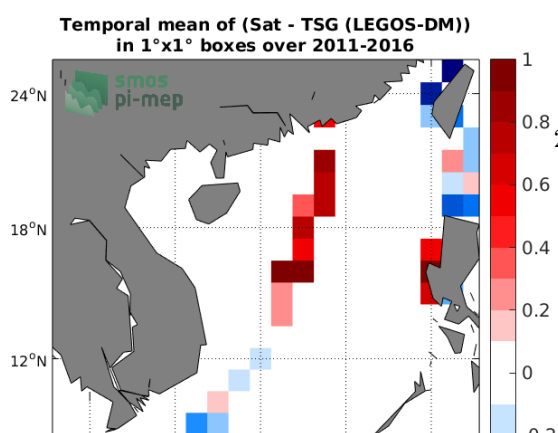 Temporal mean of (Sat - TSG (LEGOS-DM))
in 1°x1° boxes over 2011-2016
smos
pi-mep
24°N
18°N
12°N
1
0.8
0.6
0.4
0.2
0